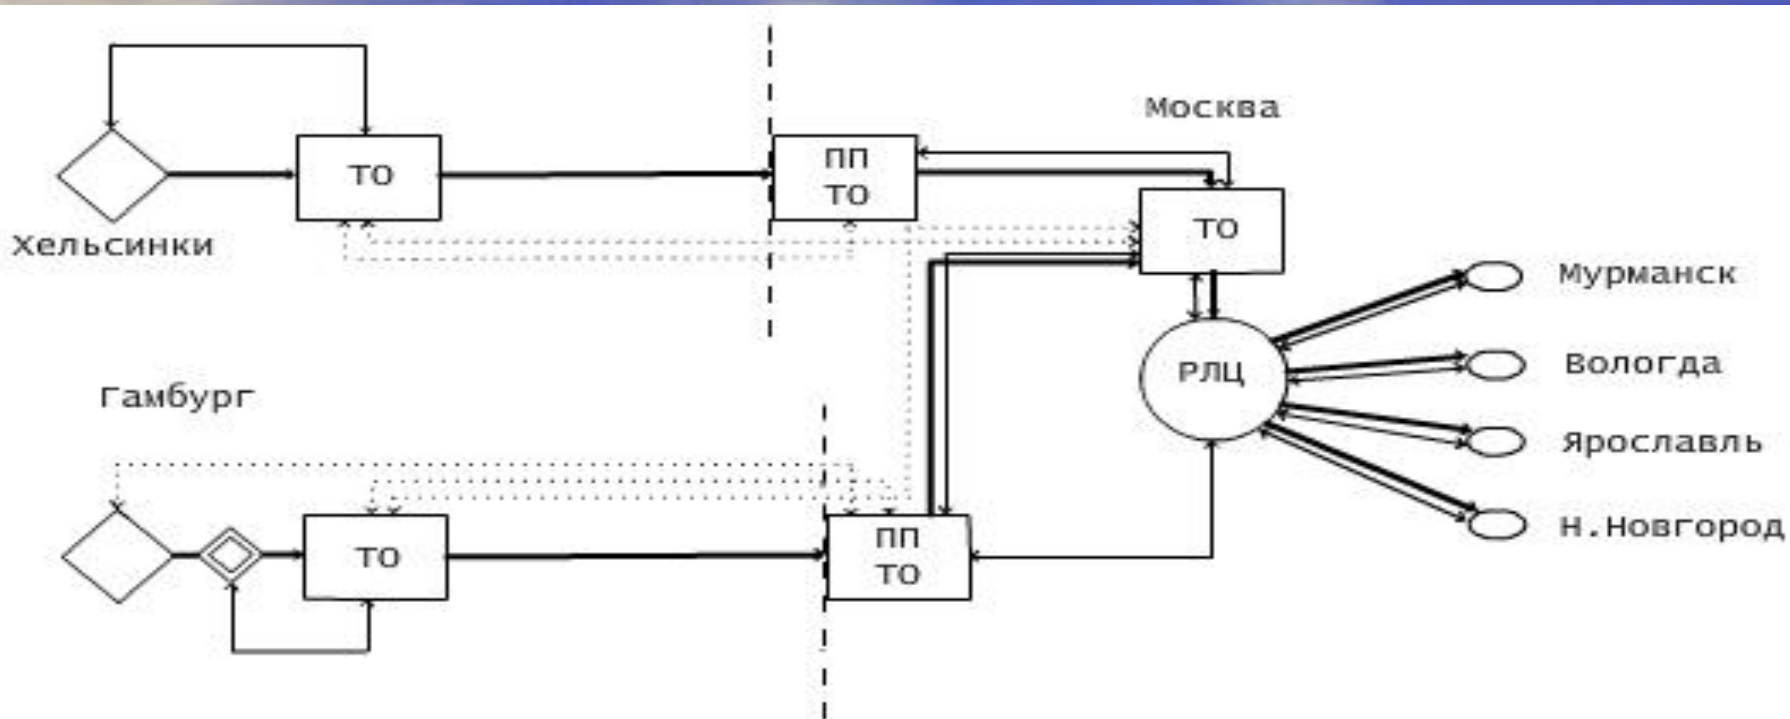 Москва
ТО
ПП
ТО
ТО
Хельсинки
Мурманск
РЛЦ
Вологда
Гамбург
Ярославль
ТО
ПП
ТО
Н.Новгород